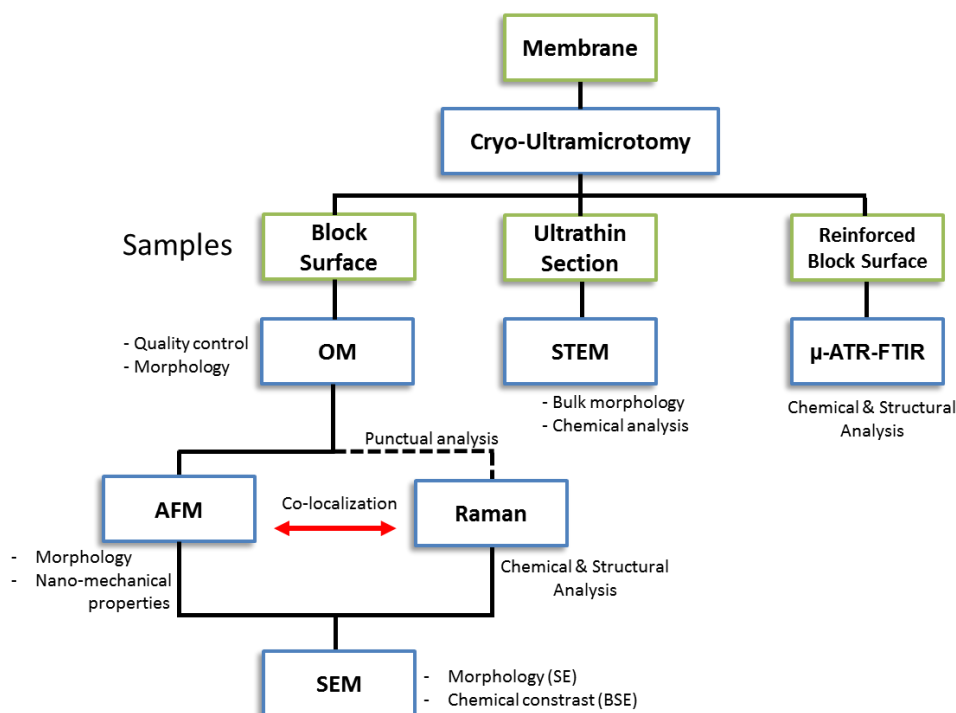 Membrane
Cryo-Ultramicrotomy
Samples
Block
Surface
Ultrathin
Section
Reinforced
Block Surface
OM
- Quality control
- Morphology
STEM
- Bulk morphology
- Chemical analysis
µ-ATR-FTIR
Chemical & Structural
Analysis
Punctual analysis
AFM
Co-localization
Raman
- Morphology
- Nano-mechanical
properties
Chemical & Structural
Analysis
SEM
- Morphology (SE)
- Chemical constrast (BSE)